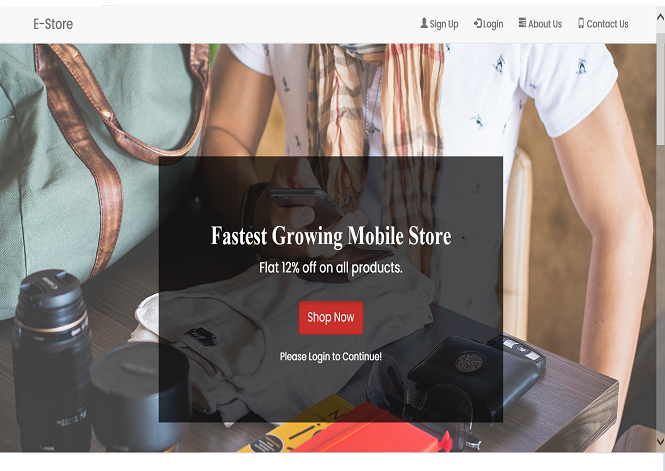 E-Store
Sign Up Login About Us Contact Us
Fastest Growing Mobile Store
Flat 12% off on all products.
Shop Now
Please Login to Continue!